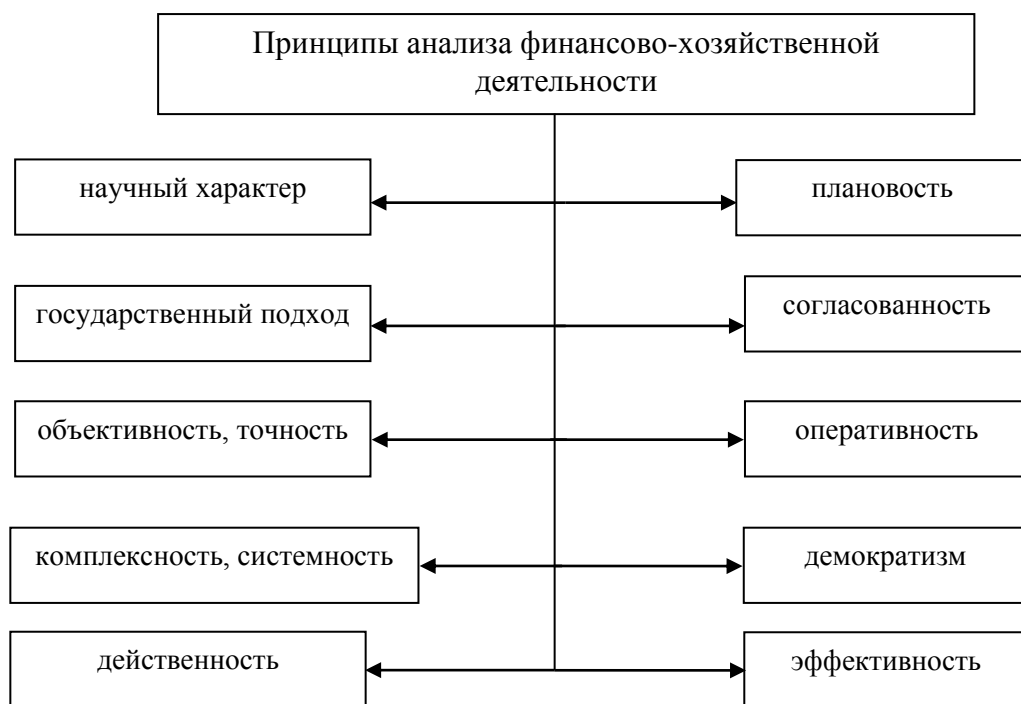 Принципы анализа финансово-хозяйственной
деятельности
научный характер
плановость
государственный подход
согласованность
объективность, точность
оперативность
комплексность, системность
демократизм
действенность
эффективность